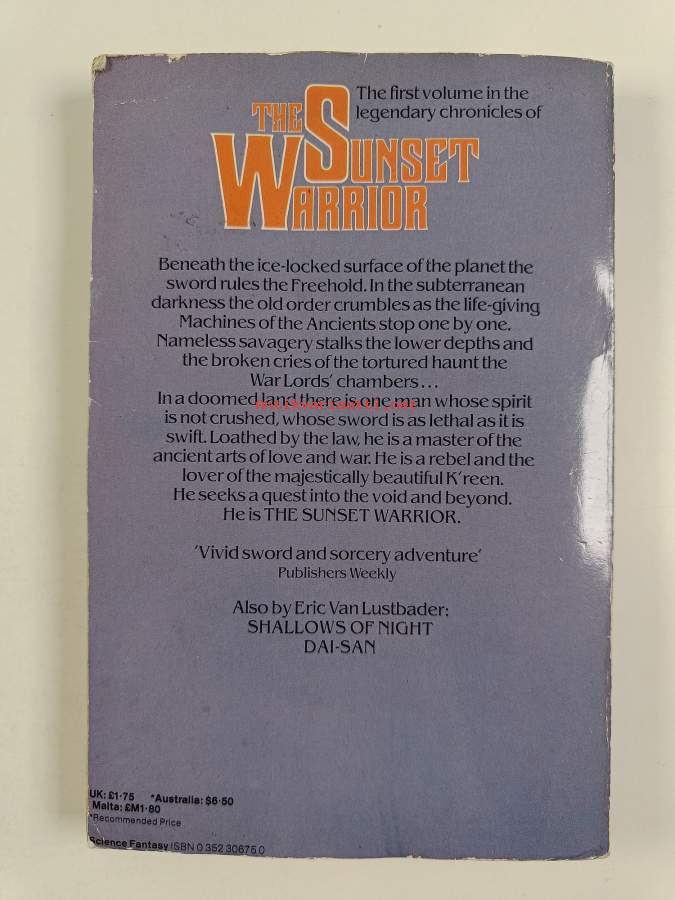 The first volume in the
legendary chronicles of
THE SUNSET
WARRIOR
Beneath the ice-locked surface of the planet the
sword rules the Freehold. In the subterranean
darkness the old order crumbles as the life-giving
Machines of the Ancients stop one by one.
Nameless savagery stalks the lower depths and
the broken cries of the tortured haunt the
War Lords' chambers...
In a doomed land there is one man whose spirit
is not crushed, whose sword is as lethal as it is
swift. Loathed by the law, he is a master of the
ancient arts of love and war. He is a rebel and the
lover of the majestically beautiful K'reen.
He seeks a quest into the void and beyond.
He is THE SUNSET WARRIOR.
'Vivid sword and sorcery adventure'
Publishers Weekly
Also by Eric Van Lustbader:
SHALLOWS OF NIGHT
DAI-SAN
UK: £1·75 *Australia: $6·50
Malta: £M1·80
*Recommended Price
Science Fantasy ISBN 0 352 30675 0